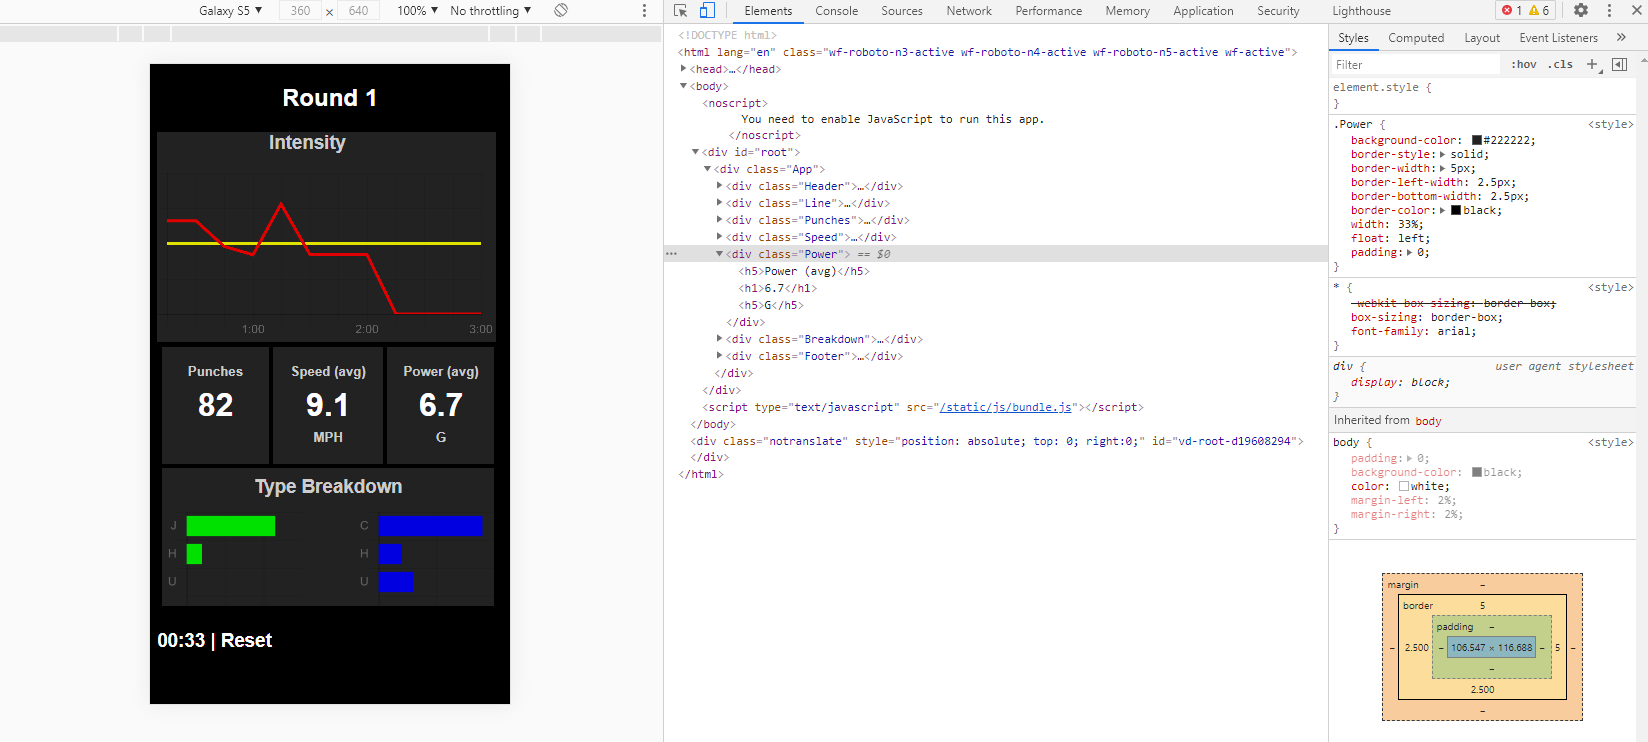 Galaxy S5 ▼ 360 × 640 100% ▼ No throttling ▼
Elements Console Sources Network Performance Memory Application Security Lighthouse 1 6
Round 1
Intensity
1:00 2:00 3:00
Punches Speed (avg) Power (avg)
82 9.1 6.7
MPH G
Type Breakdown
J C
H H
U U
00:33 | Reset
<!DOCTYPE html>
<html lang="en" class="wf-roboto-n3-active wf-roboto-n4-active wf-roboto-n5-active wf-active">
<head>…</head>
<body>
<noscript>
You need to enable JavaScript to run this app.
</noscript>
<div id="root">
<div class="App">
<div class="Header">…</div>
<div class="Line">…</div>
<div class="Punches">…</div>
<div class="Speed">…</div>
<div class="Power"> == $0
<h5>Power (avg)</h5>
<h1>6.7</h1>
<h5>G</h5>
</div>
<div class="Breakdown">…</div>
<div class="Footer">…</div>
</div>
</div>
<script type="text/javascript" src="/static/js/bundle.js"></script>
</body>
<div class="notranslate" style="position: absolute; top: 0; right:0;" id="vd-root-d19608294">
</div>
</html>
Styles Computed Layout Event Listeners »
Filter :hov .cls +
element.style {
}
.Power { <style>
background-color: #222222;
border-style: solid;
border-width: 5px;
border-left-width: 2.5px;
border-bottom-width: 2.5px;
border-color: black;
width: 33%;
float: left;
padding: 0;
}
* { <style>
-webkit-box-sizing: border-box;
box-sizing: border-box;
font-family: arial;
}
div { user agent stylesheet
display: block;
}
Inherited from body
body { <style>
padding: 0;
background-color: black;
color: white;
margin-left: 2%;
margin-right: 2%;
}
margin –
border 5
padding –
– 2.500 – 106.547 × 116.688 – 5 –
–
2.500
–